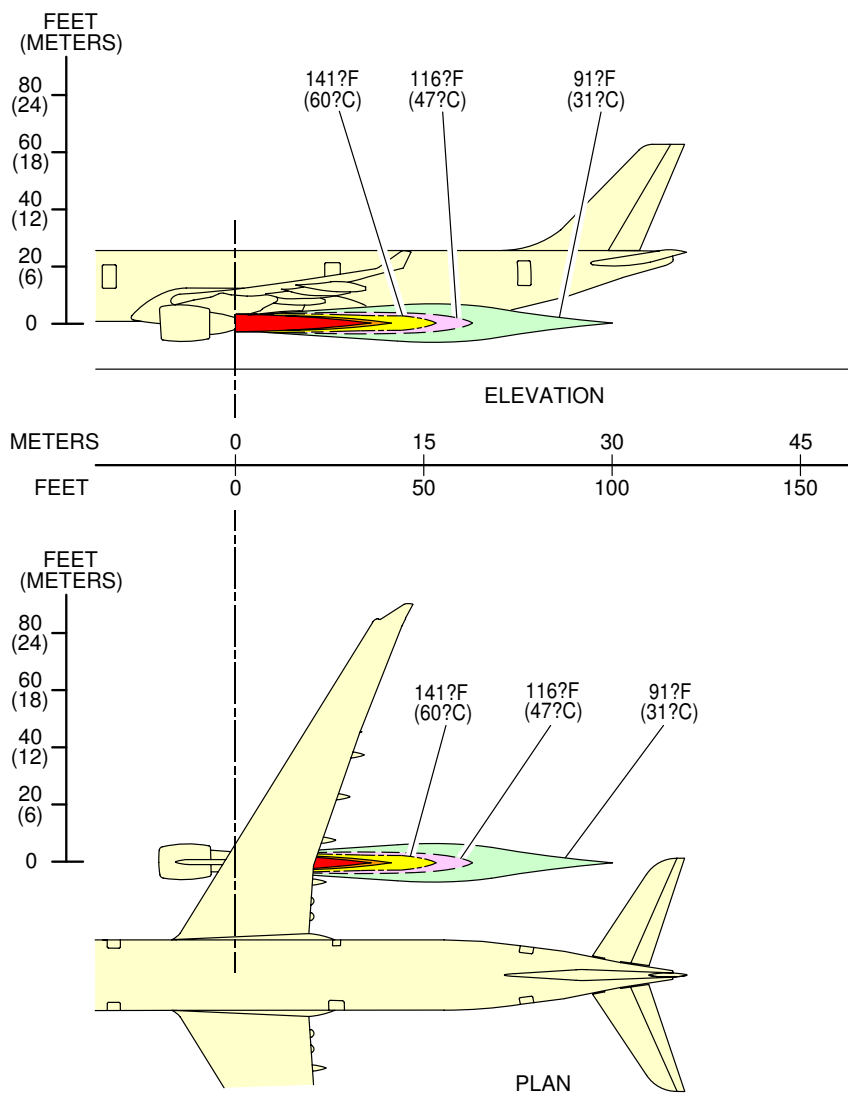 FEET
(METERS)
80
(24)
60
(18)
40
(12)
20
(6)
0
141?F
(60?C)
116?F
(47?C)
91?F
(31?C)
ELEVATION
METERS 0 15 30 45
FEET 0 50 100 150
FEET
(METERS)
80
(24)
60
(18)
40
(12)
20
(6)
0
141?F
(60?C)
116?F
(47?C)
91?F
(31?C)
PLAN